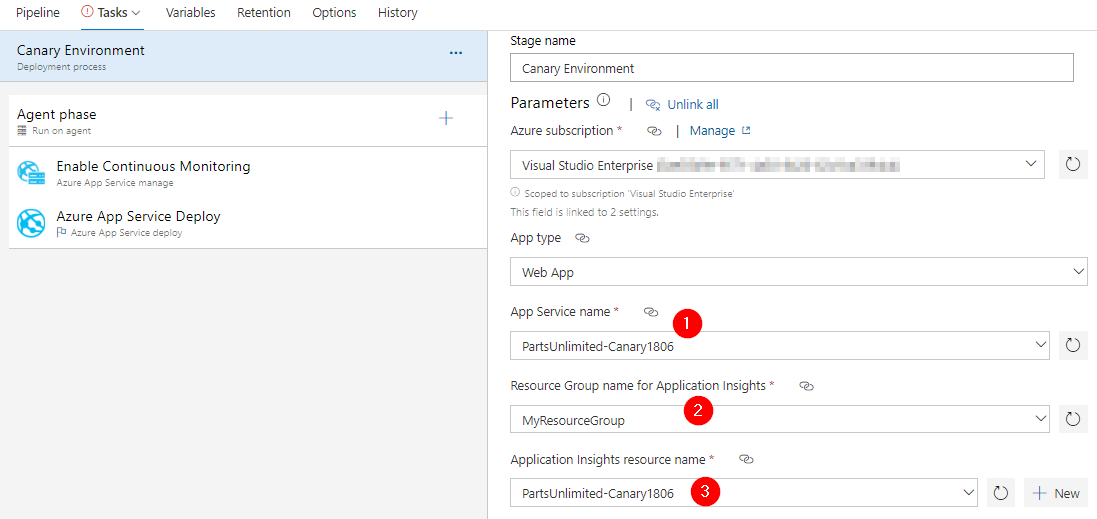 Pipeline Tasks Variables Retention Options History
Canary Environment
Deployment process
Agent phase
Run on agent
Enable Continuous Monitoring
Azure App Service manage
Azure App Service Deploy
Azure App Service deploy
Stage name
Canary Environment
Parameters | Unlink all
Azure subscription * | Manage
Visual Studio Enterprise
Scoped to subscription 'Visual Studio Enterprise'
This field is linked to 2 settings.
App type
Web App
App Service name *
1
PartsUnlimited-Canary1806
Resource Group name for Application Insights *
2
MyResourceGroup
Application Insights resource name *
PartsUnlimited-Canary1806 3 New